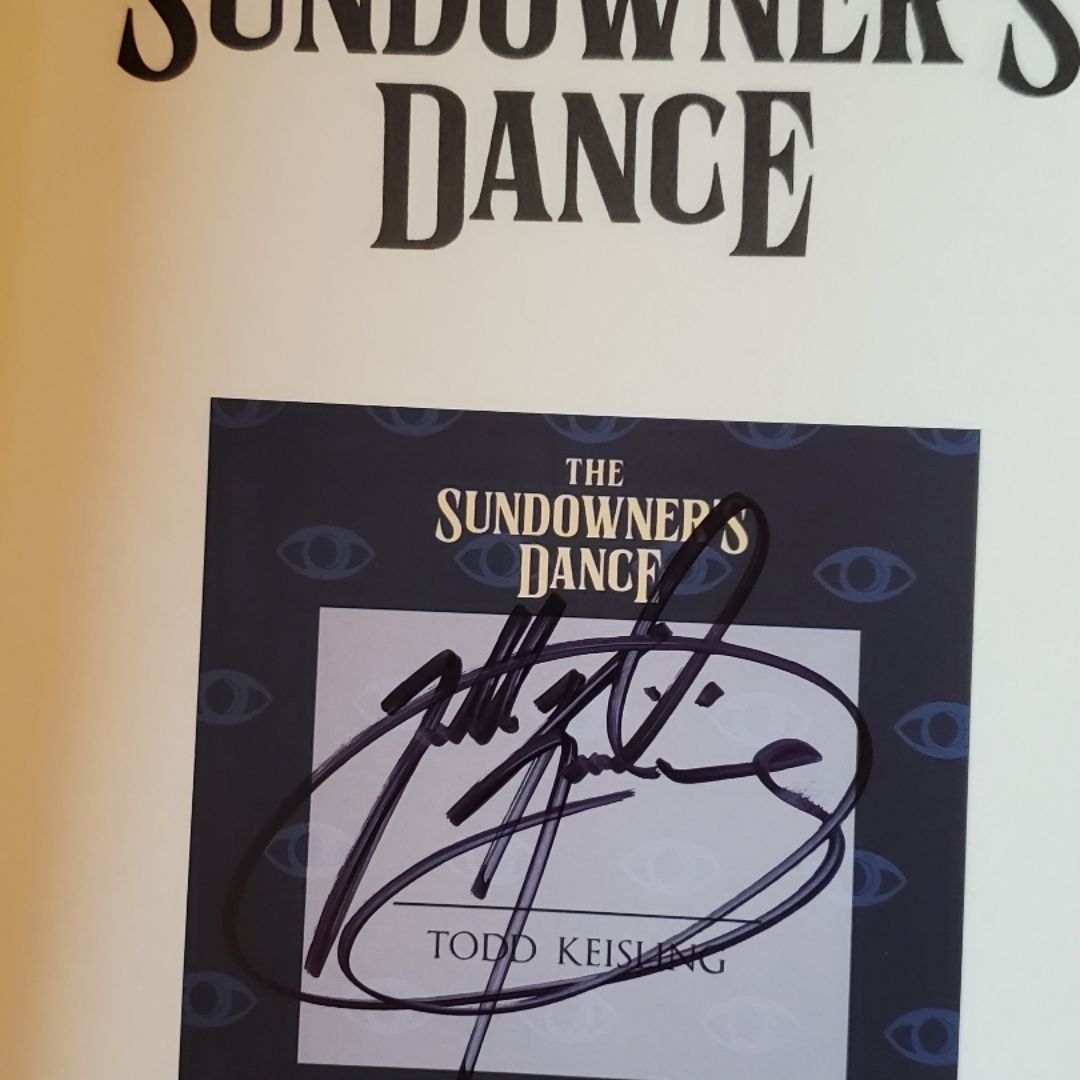 SUNDOWNER'S
DANCE
THE
SUNDOWNER'S
DANCE
TODD KEISLING